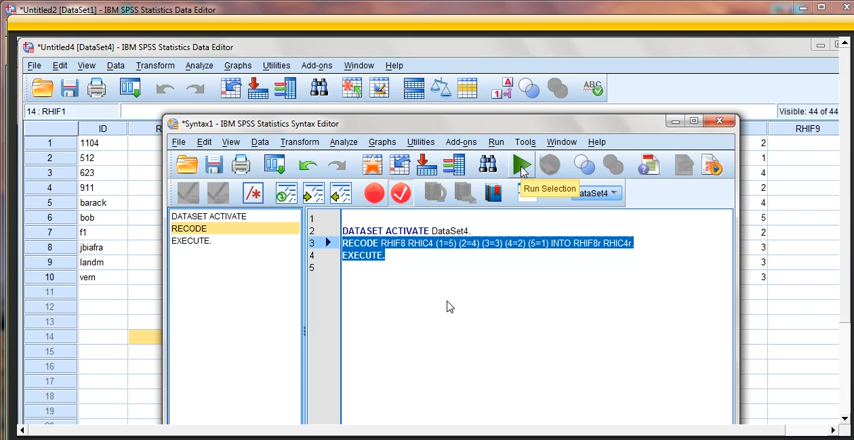 *Untitled2 [DataSet1] - IBM SPSS Statistics Data Editor
*Untitled4 [DataSet4] - IBM SPSS Statistics Data Editor
File Edit View Data Transform Analyze Graphs Utilities Add-ons Window Help
14 : RHIF1
Visible: 44 of 44
ID R RHIF9
1 1104 2
2 512 1
3 623 4
4 911 2
5 barack 4
6 bob 4
7 f1 2
8 jbiafra 3
9 landm 3
10 vern 3
11
12
13
14
15
16
17
18
19
*Syntax1 - IBM SPSS Statistics Syntax Editor
File Edit View Data Transform Analyze Graphs Utilities Add-ons Run Tools Window Help
Run Selection
DataSet4
DATASET ACTIVATE
RECODE
EXECUTE.
1
2 DATASET ACTIVATE DataSet4.
3 RECODE RHIF8 RHIC4 (1=5) (2=4) (3=3) (4=2) (5=1) INTO RHIF8r RHIC4r.
4 EXECUTE.
5